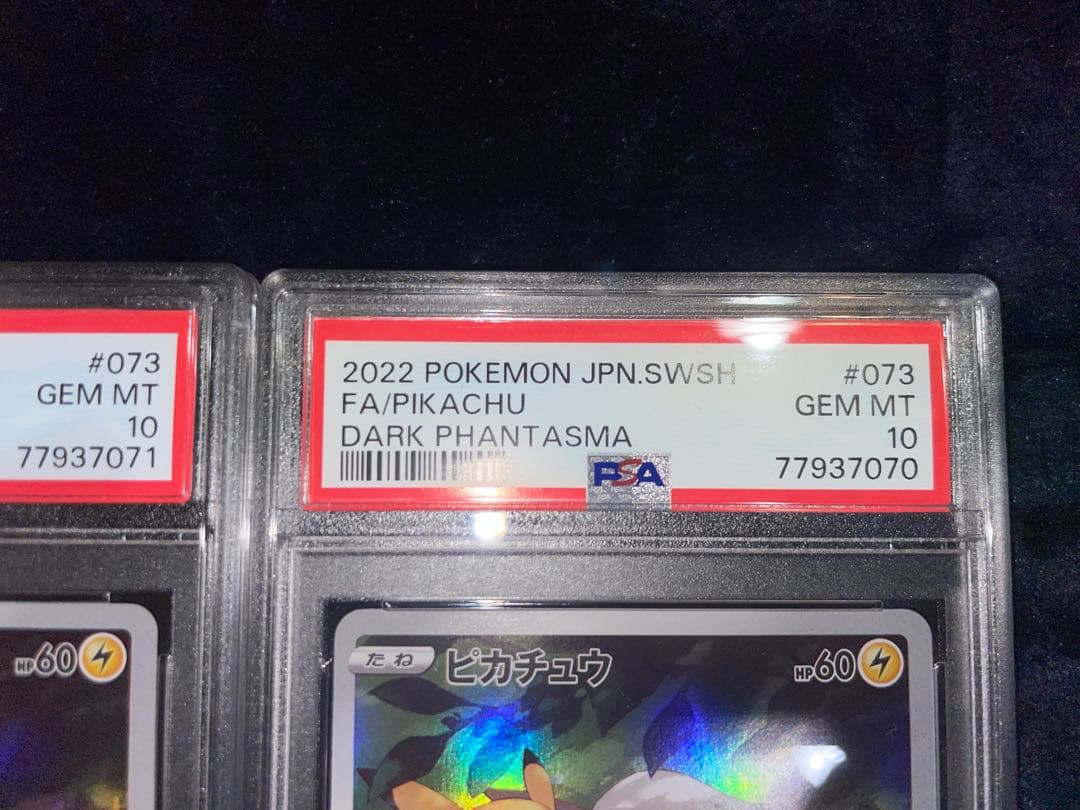 #073
GEM MT
10
77937071
HP60
2022 POKEMON JPN.SWSH #073
FA/PIKACHU GEM MT
DARK PHANTASMA 10
PSA 77937070
たね ピカチュウ HP60